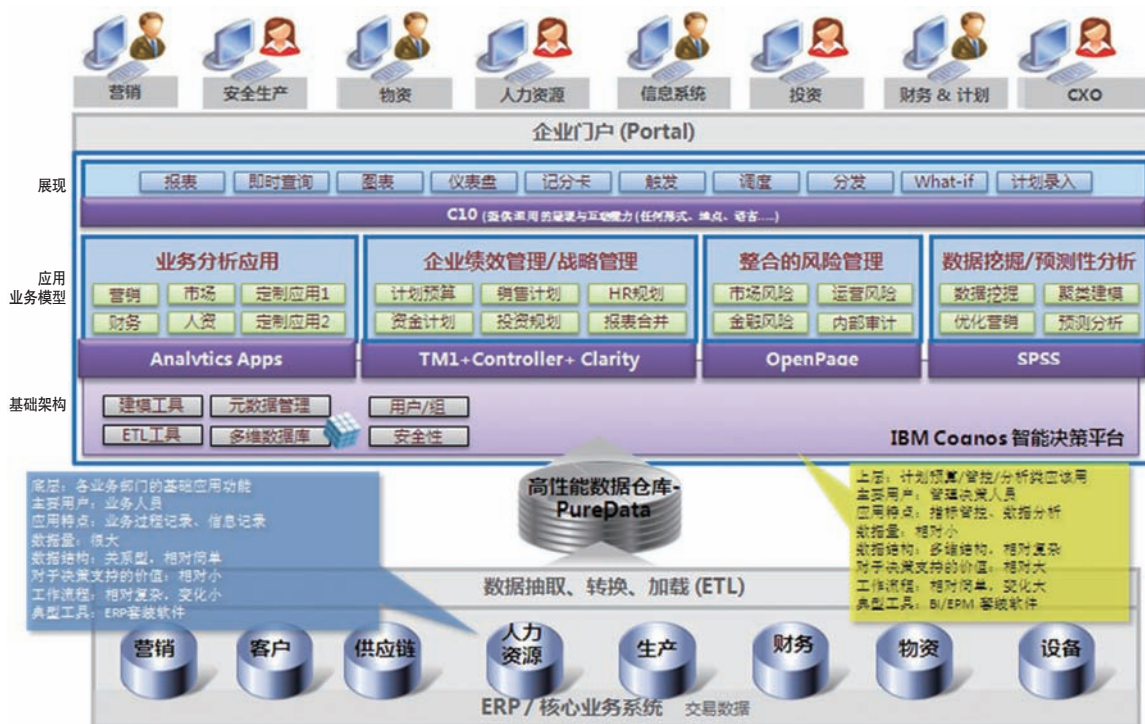 营销 安全生产 物资 人力资源 信息系统 投资 财务 & 计划 CXO
企业门户 (Portal)
展现
报表 即时查询 图表 仪表盘 记分卡 触发 调度 分发 What-if 计划录入
C10 (提供通用的展现与互动能力 (任何形式、地点、语言....)
应用
业务模型
业务分析应用 企业绩效管理/战略管理 整合的风险管理 数据挖掘/预测性分析
营销 市场 定制应用1 计划预算 销售计划 HR规划 市场风险 运营风险 数据挖掘 聚类建模
财务 人资 定制应用2 资金计划 投资规划 报表合并 金融风险 内部审计 优化营销 预测分析
Analytics Apps TM1+Controller+ Clarity OpenPage SPSS
基础架构
建模工具 元数据管理 用户/组
ETL工具 多维数据库 安全性
IBM Cognos 智能决策平台
底层：各业务部门的基础应用功能
主要用户：业务人员
应用特点：业务过程记录、信息记录
数据量：很大
数据结构：关系型，相对简单
对于决策支持的价值：相对小
工作流程：相对复杂，变化小
典型工具：ERP套装软件
高性能数据仓库-
PureData
上层：计划预算/管控/分析类应该用
主要用户：管理决策人员
应用特点：指标管控、数据分析
数据量：相对小
数据结构：多维结构，相对复杂
对于决策支持的价值：相对大
工作流程：相对简单，变化大
典型工具：BI/EPM 套装软件
数据抽取、转换、加载 (ETL)
营销 客户 供应链 人力 生产 财务 物资 设备
资源
ERP / 核心业务系统 交易数据